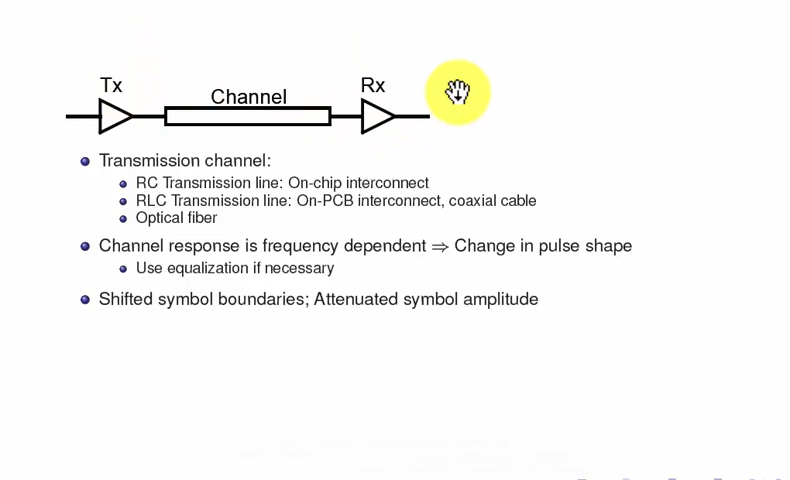 Tx
Channel
Rx
Transmission channel:
RC Transmission line: On-chip interconnect
RLC Transmission line: On-PCB interconnect, coaxial cable
Optical fiber
Channel response is frequency dependent ⇒ Change in pulse shape
Use equalization if necessary
Shifted symbol boundaries; Attenuated symbol amplitude